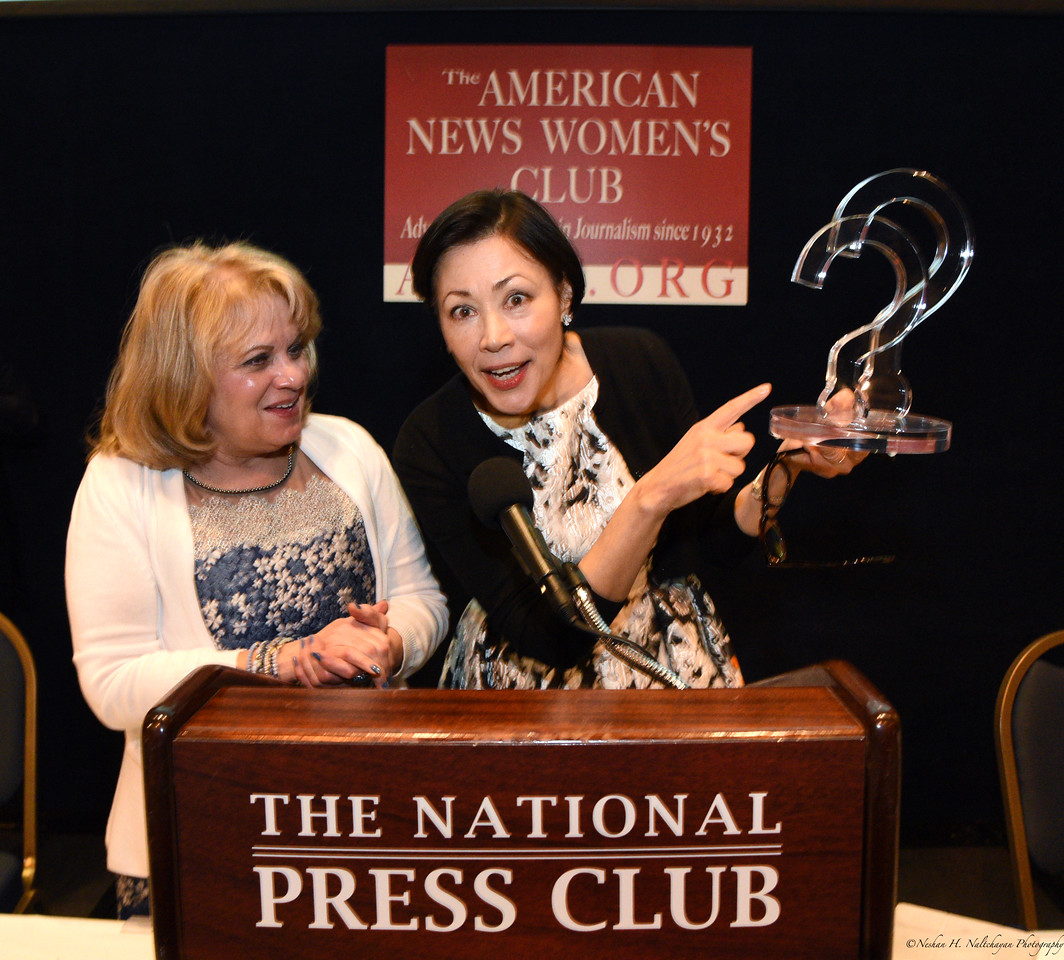 The AMERICAN
NEWS WOMEN'S
CLUB
in Journalism since 1932
.ORG
THE NATIONAL
PRESS CLUB
©Neshan H. Naltchayan Photography